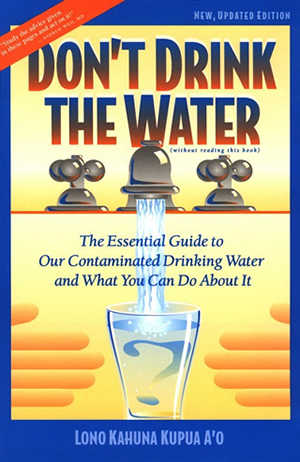 NEW, UPDATED EDITION
"Study the advice given
in these pages and act on it!"
ANDREW WEIL, MD
DON'T DRINK
THE WATER
(without reading this book)
The Essential Guide to
Our Contaminated Drinking Water
and What You Can Do About It
?
LONO KAHUNA KUPUA A'O